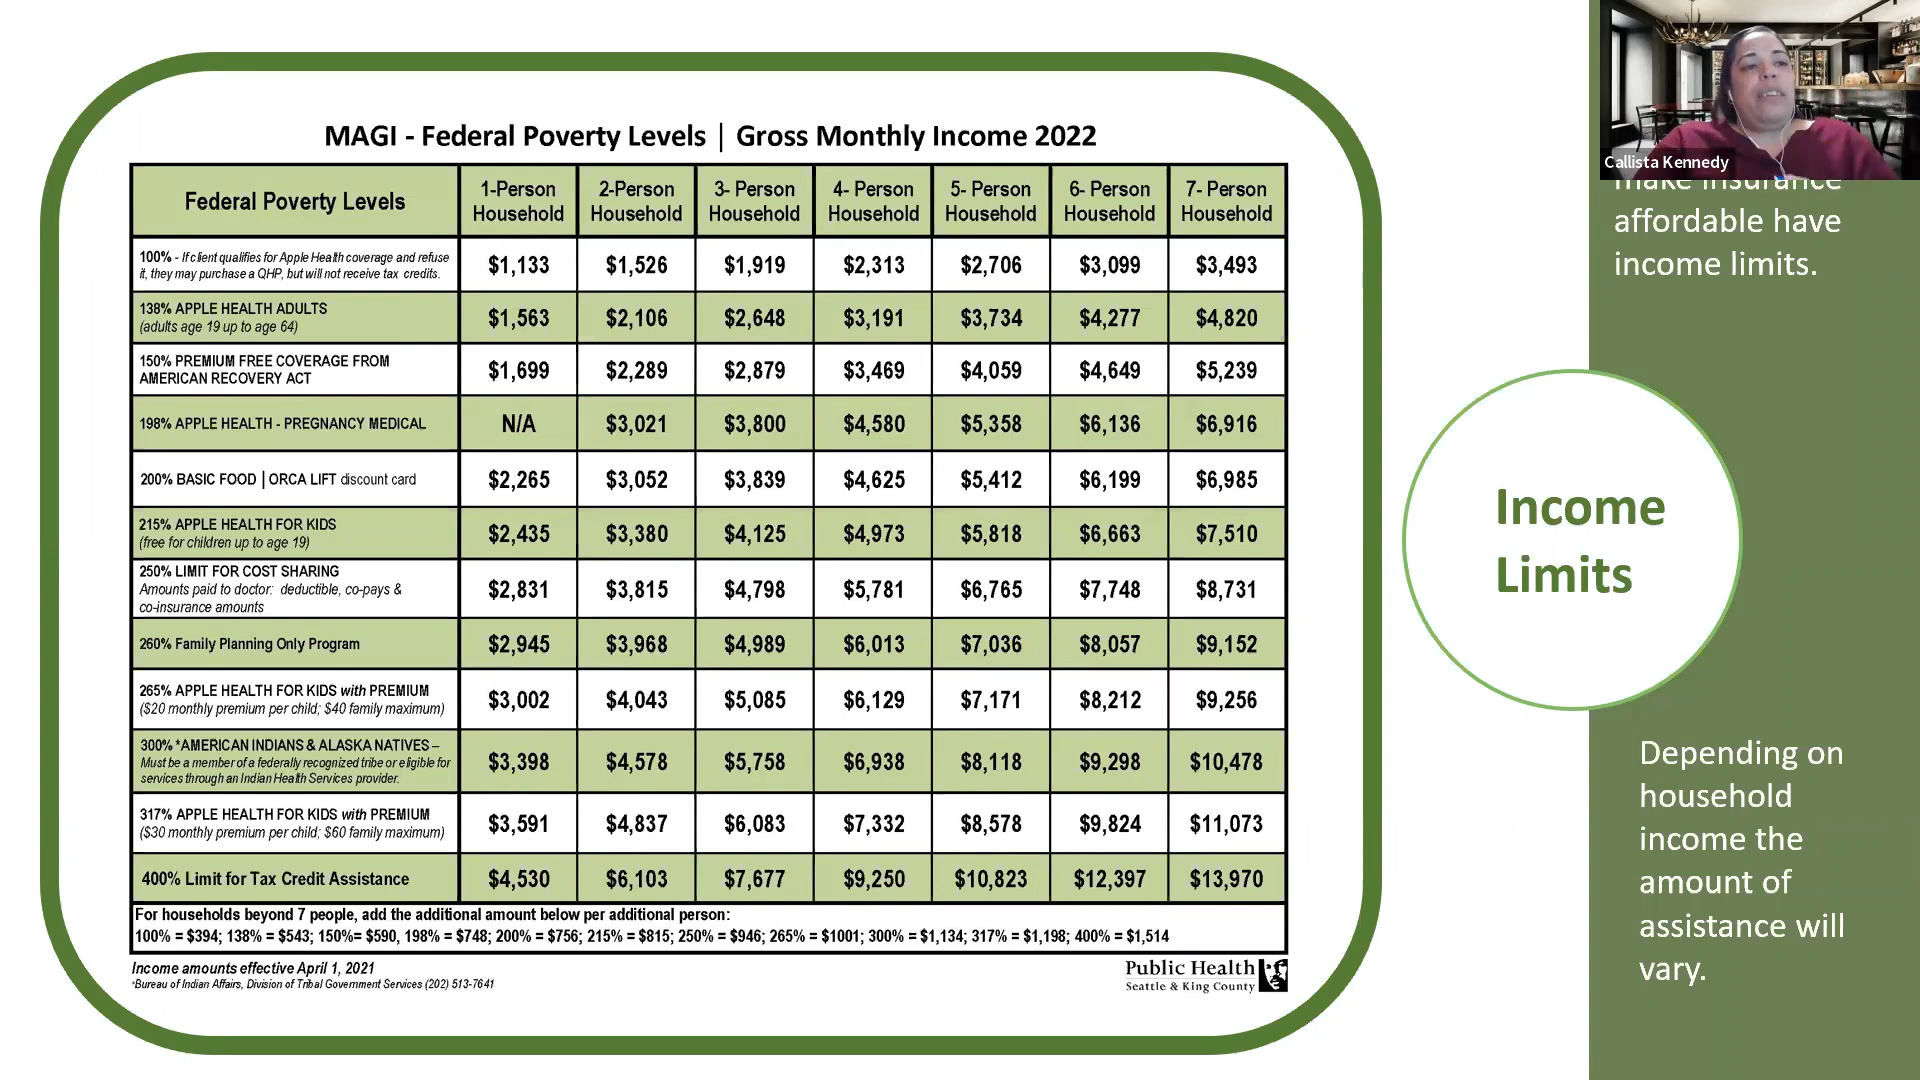 MAGI - Federal Poverty Levels | Gross Monthly Income 2022
Federal Poverty Levels
1-Person Household
2-Person Household
3- Person Household
4- Person Household
5- Person Household
6- Person Household
7- Person Household
100% - If client qualifies for Apple Health coverage and refuse
it, they may purchase a QHP, but will not receive tax credits.
$1,133 $1,526 $1,919 $2,313 $2,706 $3,099 $3,493
138% APPLE HEALTH ADULTS
(adults age 19 up to age 64)
$1,563 $2,106 $2,648 $3,191 $3,734 $4,277 $4,820
150% PREMIUM FREE COVERAGE FROM
AMERICAN RECOVERY ACT
$1,699 $2,289 $2,879 $3,469 $4,059 $4,649 $5,239
198% APPLE HEALTH - PREGNANCY MEDICAL
N/A $3,021 $3,800 $4,580 $5,358 $6,136 $6,916
200% BASIC FOOD | ORCA LIFT discount card
$2,265 $3,052 $3,839 $4,625 $5,412 $6,199 $6,985
215% APPLE HEALTH FOR KIDS
(free for children up to age 19)
$2,435 $3,380 $4,125 $4,973 $5,818 $6,663 $7,510
250% LIMIT FOR COST SHARING
Amounts paid to doctor: deductible, co-pays &
co-insurance amounts
$2,831 $3,815 $4,798 $5,781 $6,765 $7,748 $8,731
260% Family Planning Only Program
$2,945 $3,968 $4,989 $6,013 $7,036 $8,057 $9,152
265% APPLE HEALTH FOR KIDS with PREMIUM
($20 monthly premium per child; $40 family maximum)
$3,002 $4,043 $5,085 $6,129 $7,171 $8,212 $9,256
300% *AMERICAN INDIANS & ALASKA NATIVES –
Must be a member of a federally recognized tribe or eligible for
services through an Indian Health Services provider.
$3,398 $4,578 $5,758 $6,938 $8,118 $9,298 $10,478
317% APPLE HEALTH FOR KIDS with PREMIUM
($30 monthly premium per child; $60 family maximum)
$3,591 $4,837 $6,083 $7,332 $8,578 $9,824 $11,073
400% Limit for Tax Credit Assistance
$4,530 $6,103 $7,677 $9,250 $10,823 $12,397 $13,970
For households beyond 7 people, add the additional amount below per additional person:
100% = $394; 138% = $543; 150%= $590, 198% = $748; 200% = $756; 215% = $815; 250% = $946; 265% = $1001; 300% = $1,134; 317% = $1,198; 400% = $1,514
Income amounts effective April 1, 2021
*Bureau of Indian Affairs, Division of Tribal Government Services (202) 513-7641
Public Health
Seattle & King County
Callista Kennedy
make insurance
affordable have
income limits.
Income
Limits
Depending on
household
income the
amount of
assistance will
vary.